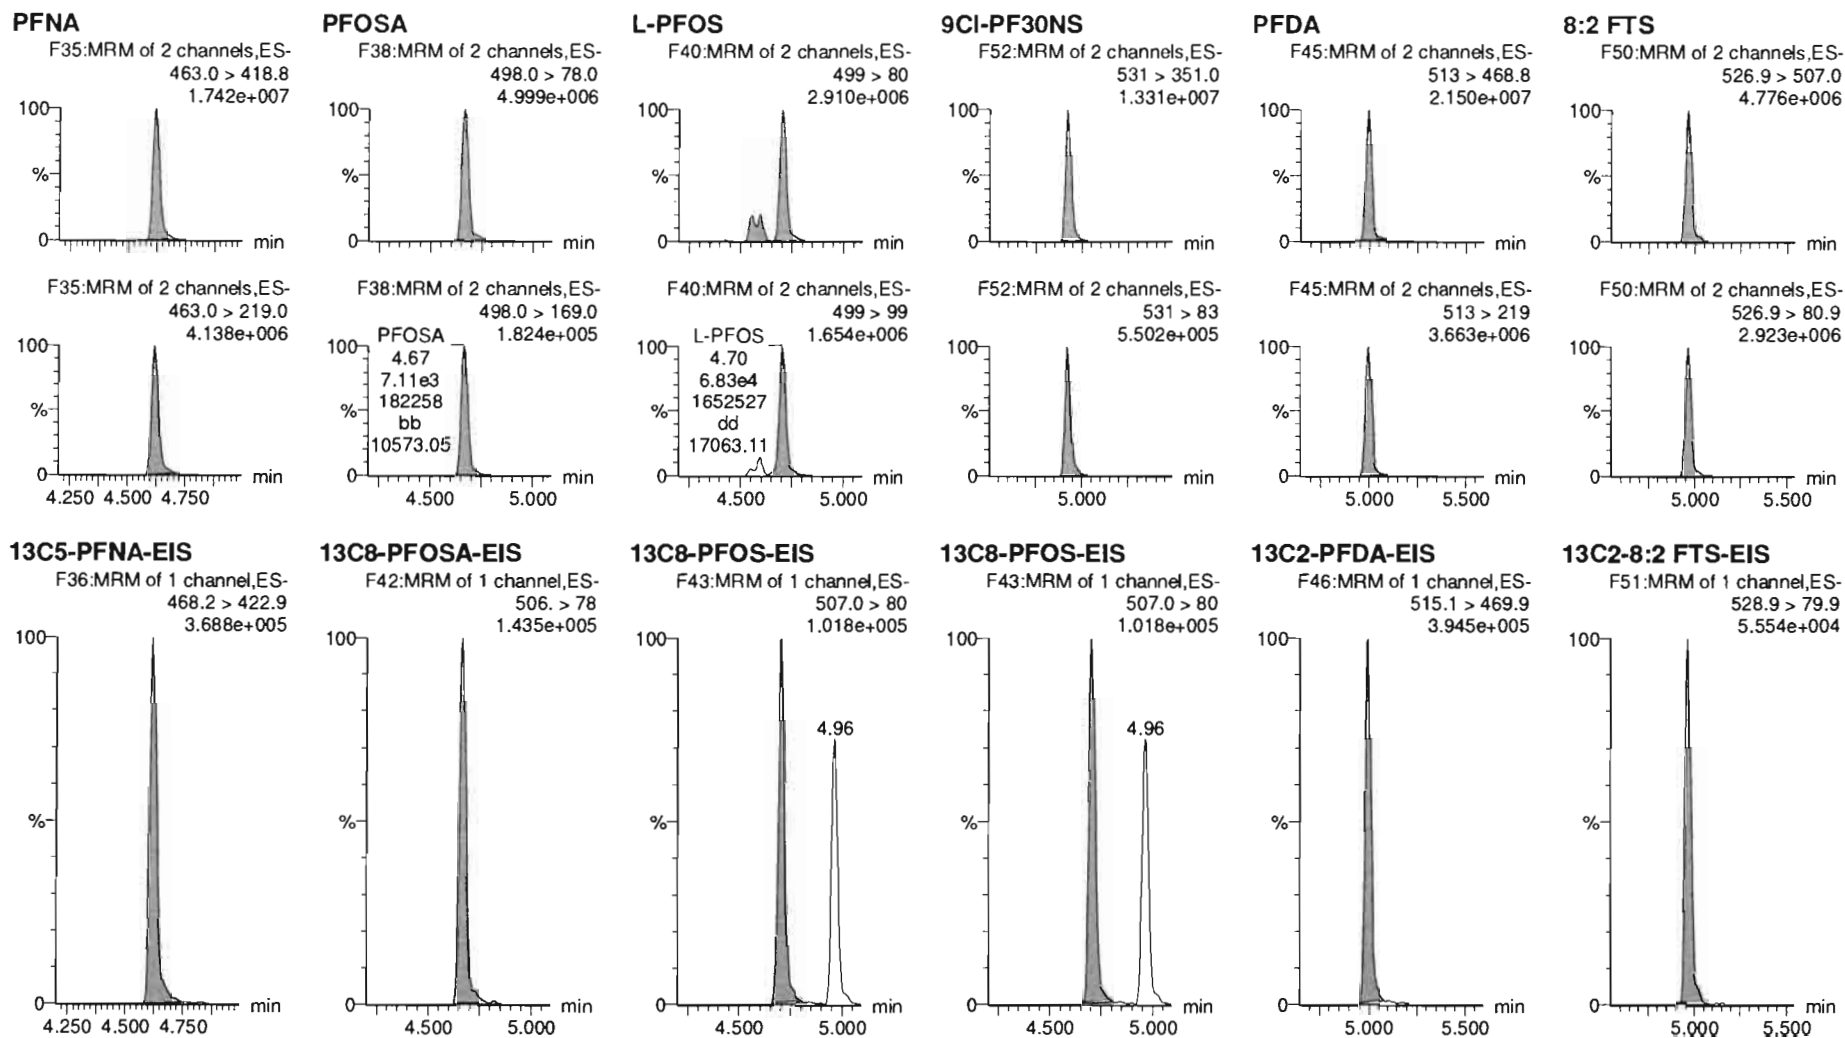 PFNA
F35:MRM of 2 channels,ES-
463.0 > 418.8
1.742e+007
100
%
0
min
F35:MRM of 2 channels,ES-
463.0 > 219.0
4.138e+006
100
%
0
min
4.250 4.500 4.750
13C5-PFNA-EIS
F36:MRM of 1 channel,ES-
468.2 > 422.9
3.688e+005
100
%
0
min
4.250 4.500 4.750
PFOSA
F38:MRM of 2 channels,ES-
498.0 > 78.0
4.999e+006
100
%
0
min
F38:MRM of 2 channels,ES-
498.0 > 169.0
1.824e+005
PFOSA
4.67
7.11e3
182258
bb
10573.05
100
%
0
min
4.500 5.000
13C8-PFOSA-EIS
F42:MRM of 1 channel,ES-
506. > 78
1.435e+005
100
%
0
min
4.500 5.000
L-PFOS
F40:MRM of 2 channels,ES-
499 > 80
2.910e+006
100
%
0
min
F40:MRM of 2 channels,ES-
499 > 99
1.654e+006
L-PFOS
4.70
6.83e4
1652527
dd
17063.11
100
%
0
min
4.500 5.000
13C8-PFOS-EIS
F43:MRM of 1 channel,ES-
507.0 > 80
1.018e+005
100
4.96
%
0
min
4.500 5.000
9Cl-PF30NS
F52:MRM of 2 channels,ES-
531 > 351.0
1.331e+007
100
%
0
min
F52:MRM of 2 channels,ES-
531 > 83
5.502e+005
100
%
0
min
5.000
13C8-PFOS-EIS
F43:MRM of 1 channel,ES-
507.0 > 80
1.018e+005
100
4.96
%
0
min
4.500 5.000
PFDA
F45:MRM of 2 channels,ES-
513 > 468.8
2.150e+007
100
%
0
min
F45:MRM of 2 channels,ES-
513 > 219
3.663e+006
100
%
0
min
5.000 5.500
13C2-PFDA-EIS
F46:MRM of 1 channel,ES-
515.1 > 469.9
3.945e+005
100
%
0
min
5.000 5.500
8:2 FTS
F50:MRM of 2 channels,ES-
526.9 > 507.0
4.776e+006
100
%
0
min
F50:MRM of 2 channels,ES-
526.9 > 80.9
2.923e+006
100
%
0
min
5.000 5.500
13C2-8:2 FTS-EIS
F51:MRM of 1 channel,ES-
528.9 > 79.9
5.554e+004
100
%
0
min
5.000 5.500